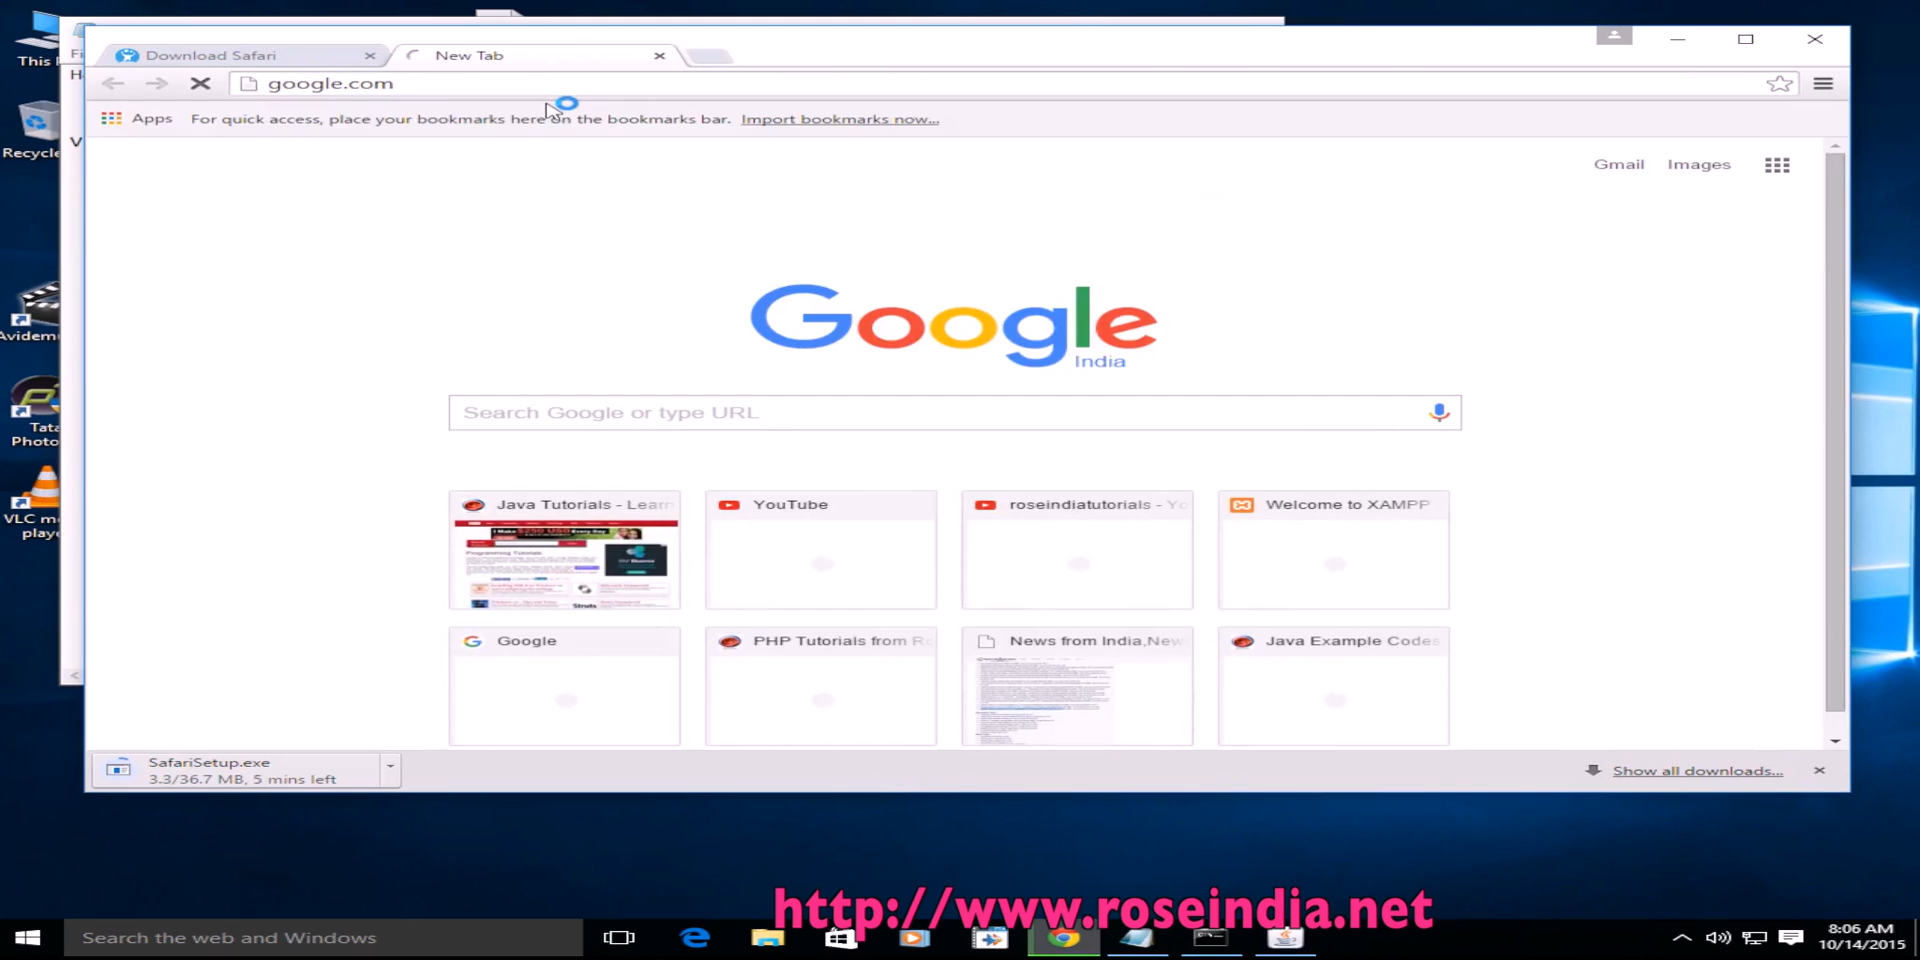 Download Safari
New Tab
google.com
Apps
For quick access, place your bookmarks here on the bookmarks bar. Import bookmarks now...
Gmail Images
Google
India
Search Google or type URL
Java Tutorials - Learn
YouTube
roseindiatutorials - Yo
Welcome to XAMPP
Google
PHP Tutorials from Ro
News from India,New
Java Example Codes
SafariSetup.exe
3.3/36.7 MB, 5 mins left
Show all downloads...
This
Recycle
Avidem
Tata
Photo
VLC m
playe
http://www.roseindia.net
Search the web and Windows
8:06 AM
10/14/2015